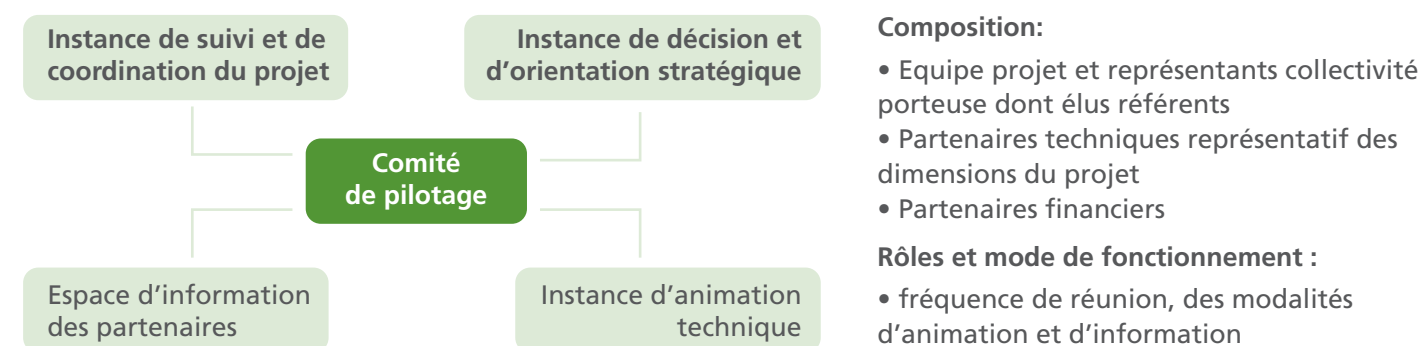 Instance de suivi et de
coordination du projet
Instance de décision et
d'orientation stratégique
Comité
de pilotage
Espace d'information
des partenaires
Instance d'animation
technique
Composition:
• Equipe projet et représentants collectivité
porteuse dont élus référents
• Partenaires techniques représentatif des
dimensions du projet
• Partenaires financiers
Rôles et mode de fonctionnement :
• fréquence de réunion, des modalités
d'animation et d'information